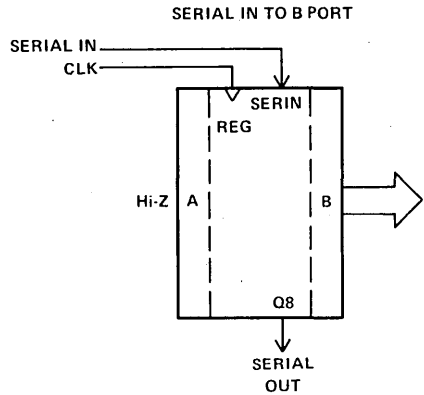 SERIAL IN TO B PORT
SERIAL IN
CLK
SERIN
REG
Hi-Z
A
B
Q8
SERIAL
OUT